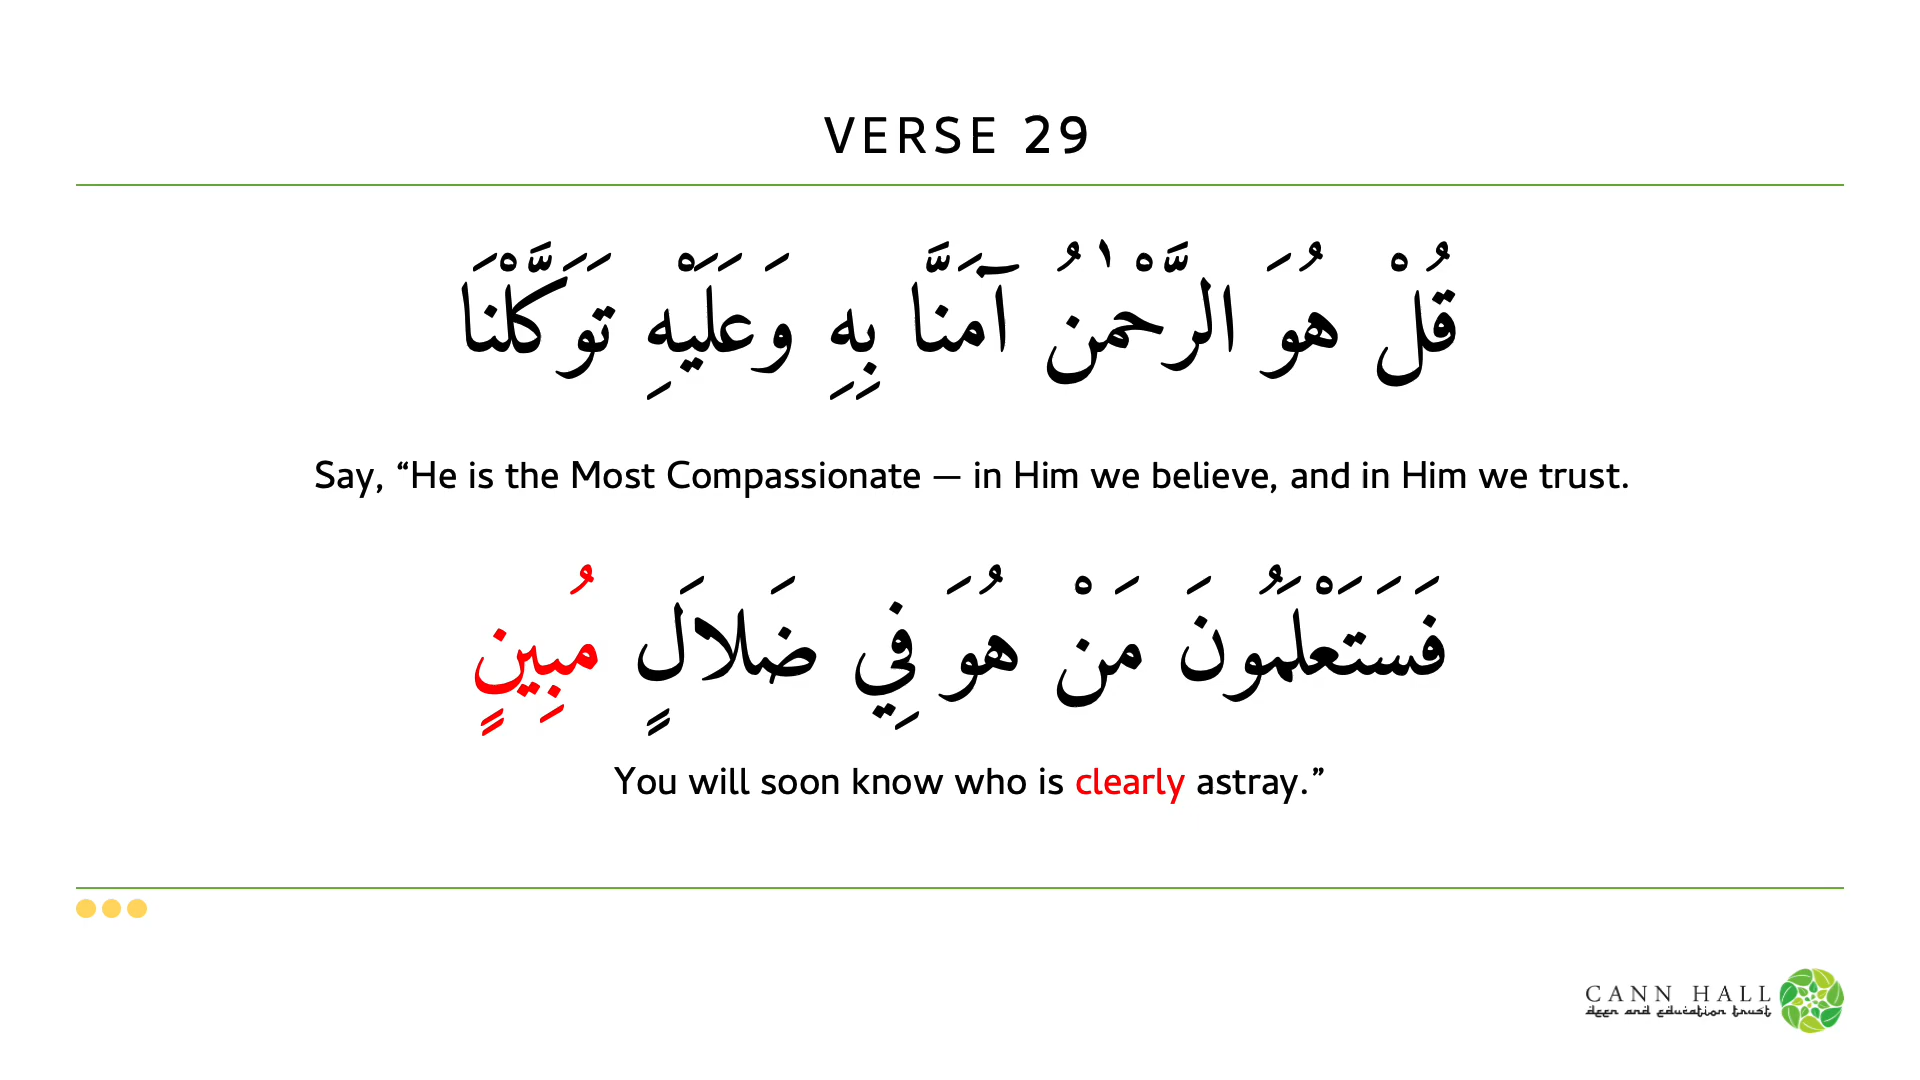 VERSE 29
قُلْ هُوَ الرَّحْمٰنُ آمَنَّا بِهِ وَعَلَيْهِ تَوَكَّلْنَا
Say, “He is the Most Compassionate — in Him we believe, and in Him we trust.
فَسَتَعْلَمُونَ مَنْ هُوَ فِي ضَلَالٍ مُبِينٍ
You will soon know who is clearly astray.”
CANN HALL
deen and education trust